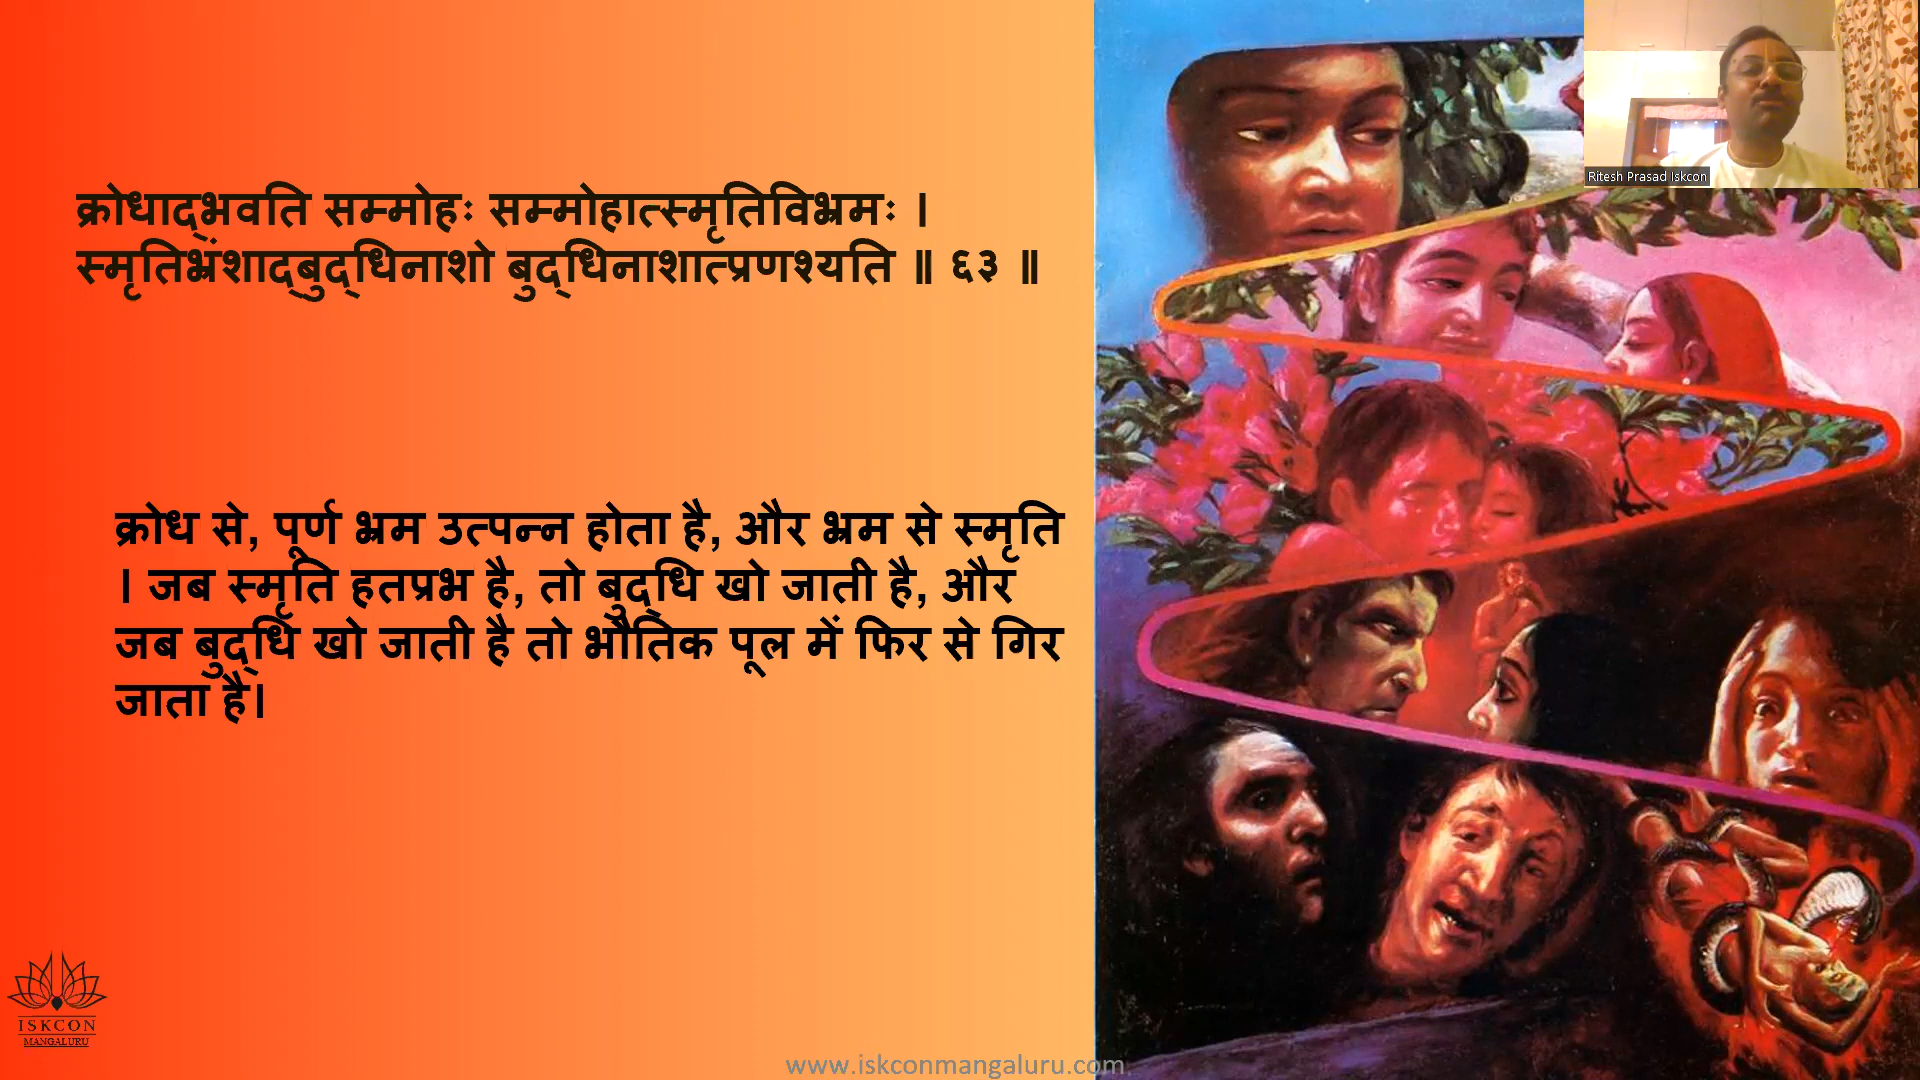 क्रोधाद्भवति सम्मोहः सम्मोहात्स्मृतिविभ्रमः ।
स्मृतिभ्रंशाद्बुद्धिनाशो बुद्धिनाशात्प्रणश्यति ॥ ६३ ॥
क्रोध से, पूर्ण भ्रम उत्पन्न होता है, और भ्रम से स्मृति
। जब स्मृति हतप्रभ है, तो बुद्धि खो जाती है, और
जब बुद्धि खो जाती है तो भौतिक पूल में फिर से गिर
जाता है।
Ritesh Prasad Iskcon
ISKCON
MANGALURU
www.iskconmangaluru.com